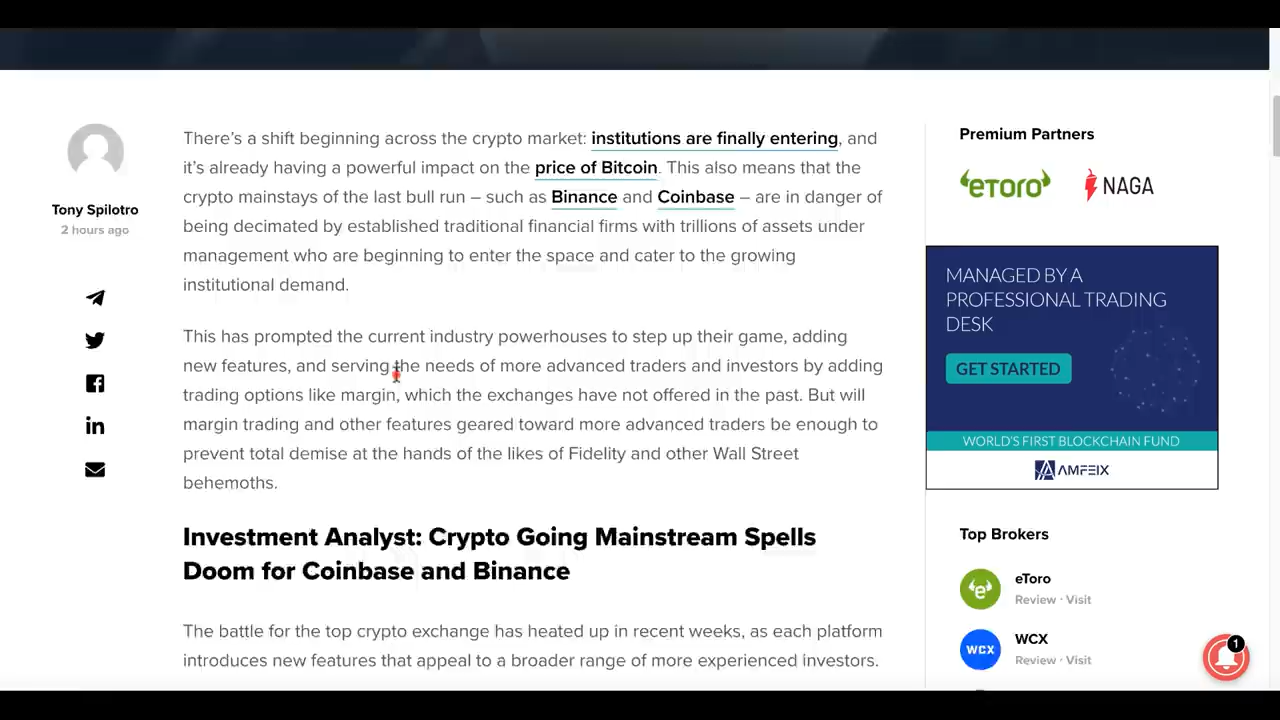 Tony Spilotro
2 hours ago
There's a shift beginning across the crypto market: institutions are finally entering, and
it's already having a powerful impact on the price of Bitcoin. This also means that the
crypto mainstays of the last bull run – such as Binance and Coinbase – are in danger of
being decimated by established traditional financial firms with trillions of assets under
management who are beginning to enter the space and cater to the growing
institutional demand.
This has prompted the current industry powerhouses to step up their game, adding
new features, and serving the needs of more advanced traders and investors by adding
trading options like margin, which the exchanges have not offered in the past. But will
margin trading and other features geared toward more advanced traders be enough to
prevent total demise at the hands of the likes of Fidelity and other Wall Street
behemoths.
Investment Analyst: Crypto Going Mainstream Spells
Doom for Coinbase and Binance
The battle for the top crypto exchange has heated up in recent weeks, as each platform
introduces new features that appeal to a broader range of more experienced investors.
Premium Partners
eToro
NAGA
MANAGED BY A
PROFESSIONAL TRADING
DESK
GET STARTED
WORLD'S FIRST BLOCKCHAIN FUND
AMFEIX
Top Brokers
eToro
Review · Visit
WCX
WCX
Review · Visit
1